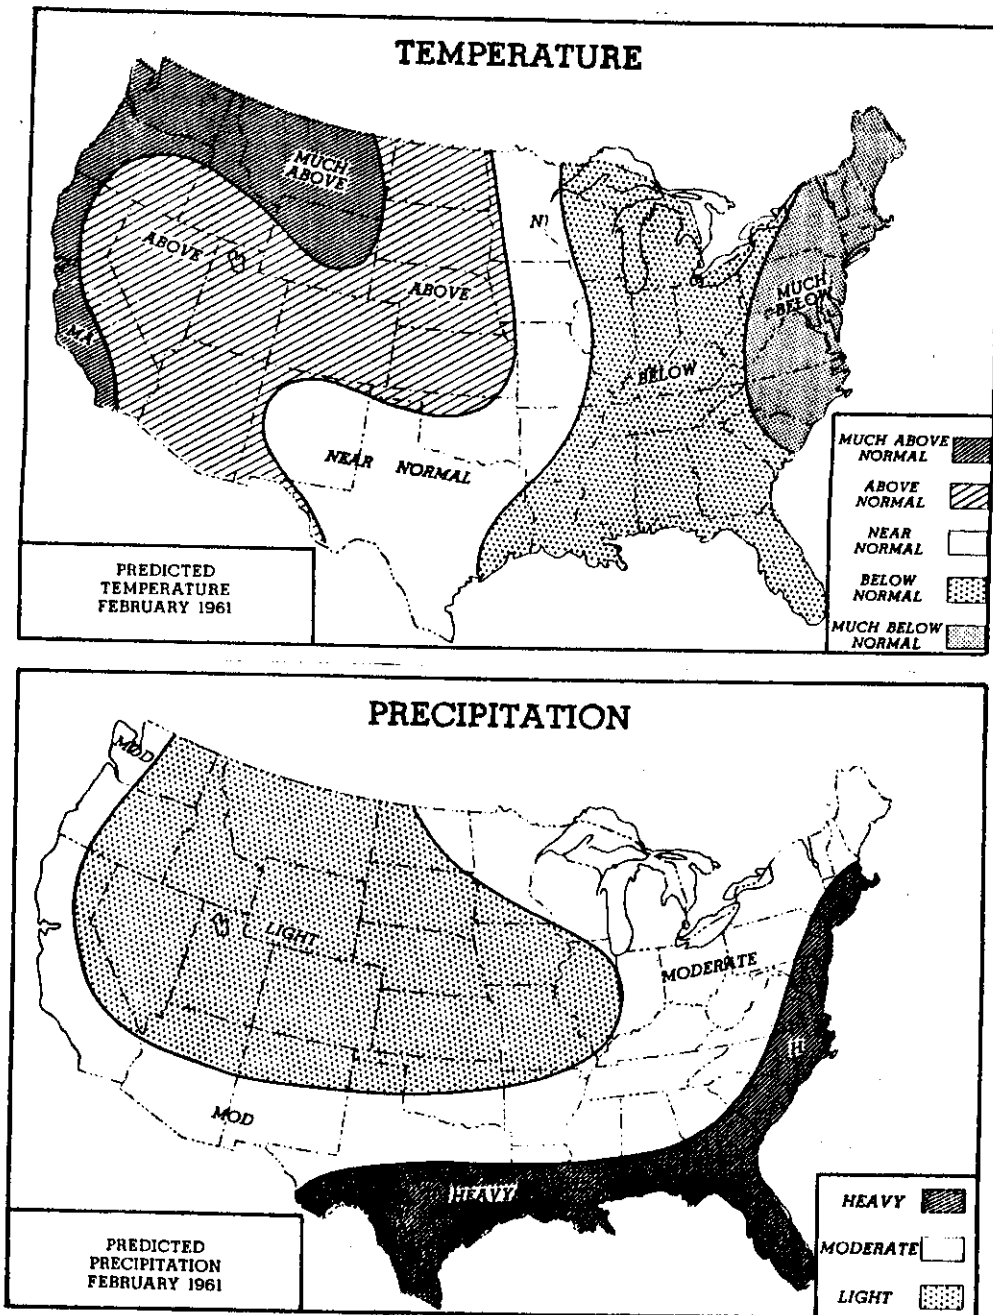 TEMPERATURE
MUCH
ABOVE
ABOVE
ABOVE
N
MA
MUCH
BELOW
BELOW
NEAR NORMAL
MUCH ABOVE
NORMAL
ABOVE
NORMAL
NEAR
NORMAL
BELOW
NORMAL
MUCH BELOW
NORMAL
PREDICTED
TEMPERATURE
FEBRUARY 1961
PRECIPITATION
MOD
LIGHT
MODERATE
H
MOD
HEAVY
HEAVY
MODERATE
LIGHT
PREDICTED
PRECIPITATION
FEBRUARY 1961